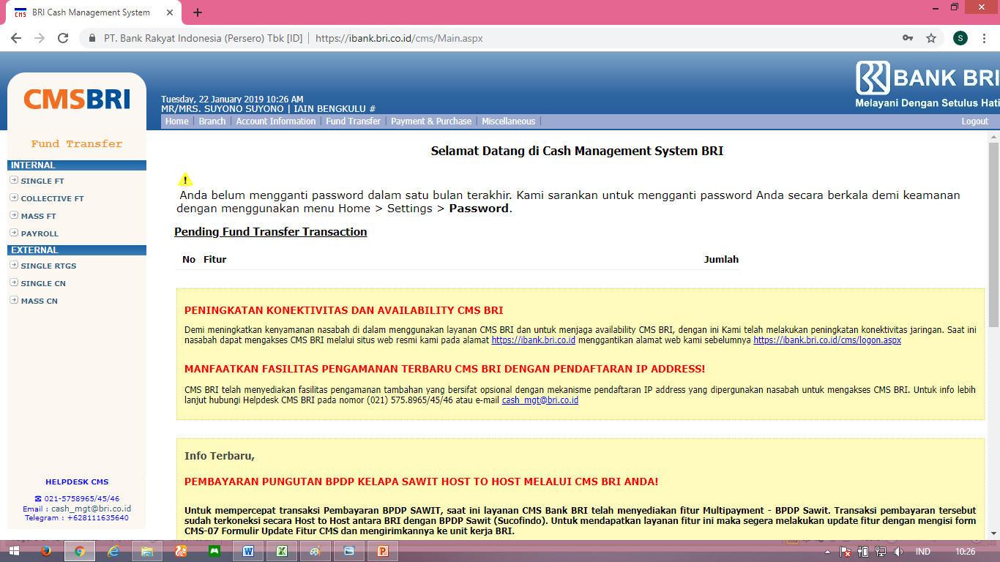 BRI Cash Management System
PT. Bank Rakyat Indonesia (Persero) Tbk [ID]
https://ibank.bri.co.id/cms/Main.aspx
S
CMSBRI
BANK BRI
Melayani Dengan Setulus Hati
Tuesday, 22 January 2019 10:26 AM
MR/MRS. SUYONO SUYONO | IAIN BENGKULU #
Home | Branch | Account Information | Fund Transfer | Payment & Purchase | Miscellaneous |
Logout
Fund Transfer
INTERNAL
SINGLE FT
COLLECTIVE FT
MASS FT
PAYROLL
EXTERNAL
SINGLE RTGS
SINGLE CN
MASS CN
HELPDESK CMS
☎ 021-5758965/45/46
Email : cash_mgt@bri.co.id
Telegram : +628111635640
Selamat Datang di Cash Management System BRI
Anda belum mengganti password dalam satu bulan terakhir. Kami sarankan untuk mengganti password Anda secara berkala demi keamanan
dengan menggunakan menu Home > Settings > Password.
Pending Fund Transfer Transaction
No Fitur Jumlah
PENINGKATAN KONEKTIVITAS DAN AVAILABILITY CMS BRI
Demi meningkatkan kenyamanan nasabah di dalam menggunakan layanan CMS BRI dan untuk menjaga availability CMS BRI, dengan ini Kami telah melakukan peningkatan konektivitas jaringan. Saat ini
nasabah dapat mengakses CMS BRI melalui situs web resmi kami pada alamat https://ibank.bri.co.id menggantikan alamat web kami sebelumnya https://ibank.bri.co.id/cms/logon.aspx
MANFAATKAN FASILITAS PENGAMANAN TERBARU CMS BRI DENGAN PENDAFTARAN IP ADDRESS!
CMS BRI telah menyediakan fasilitas pengamanan tambahan yang bersifat opsional dengan mekanisme pendaftaran IP address yang dipergunakan nasabah untuk mengakses CMS BRI. Untuk info lebih
lanjut hubungi Helpdesk CMS BRI pada nomor (021) 575.8965/45/46 atau e-mail cash_mgt@bri.co.id
Info Terbaru,
PEMBAYARAN PUNGUTAN BPDP KELAPA SAWIT HOST TO HOST MELALUI CMS BRI ANDA!
Untuk mempercepat transaksi Pembayaran BPDP SAWIT, saat ini layanan CMS Bank BRI telah menyediakan fitur Multipayment - BPDP Sawit. Transaksi pembayaran tersebut
sudah terkoneksi secara Host to Host antara BRI dengan BPDP Sawit (Sucofindo). Untuk mendapatkan layanan fitur ini maka segera melakukan update fitur dengan mengisi form
CMS-07 Formulir Update Fitur CMS dan mengirimkannya ke unit kerja BRI.
IND
10:26